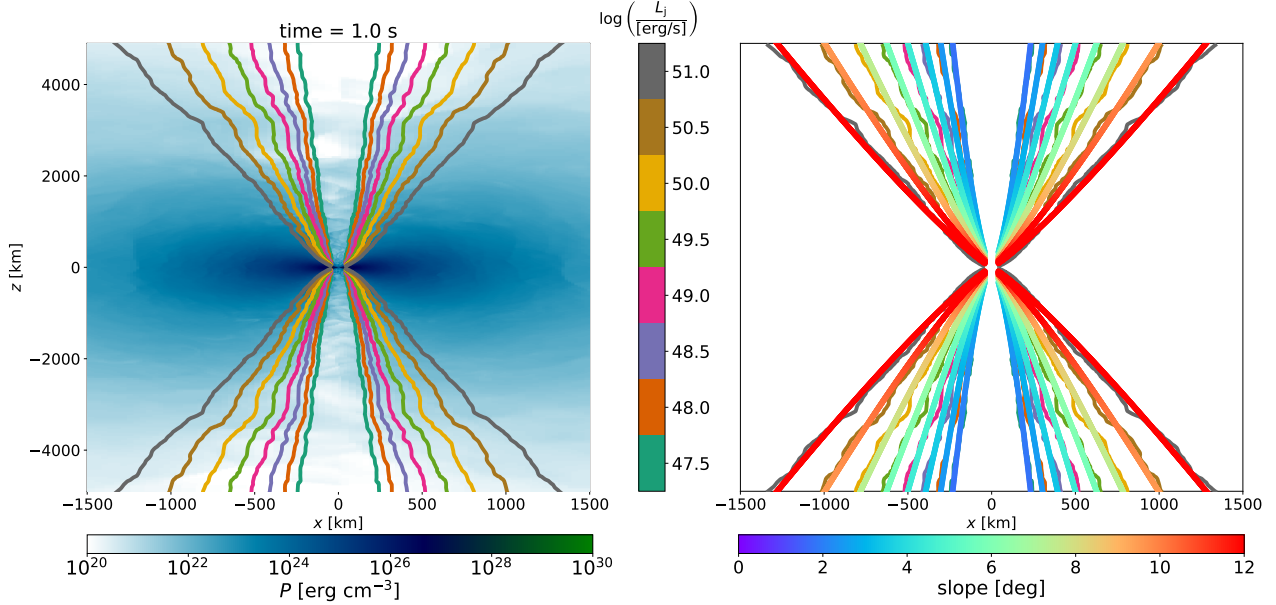 time = 1.0 s
log ( L_j / [erg/s] )
4000
2000
0
−2000
−4000
z [km]
−1500 −1000 −500 0 500 1000 1500
x [km]
51.0
50.5
50.0
49.5
49.0
48.5
48.0
47.5
−1500 −1000 −500 0 500 1000 1500
x [km]
10^20 10^22 10^24 10^26 10^28 10^30
P [erg cm^−3]
0 2 4 6 8 10 12
slope [deg]